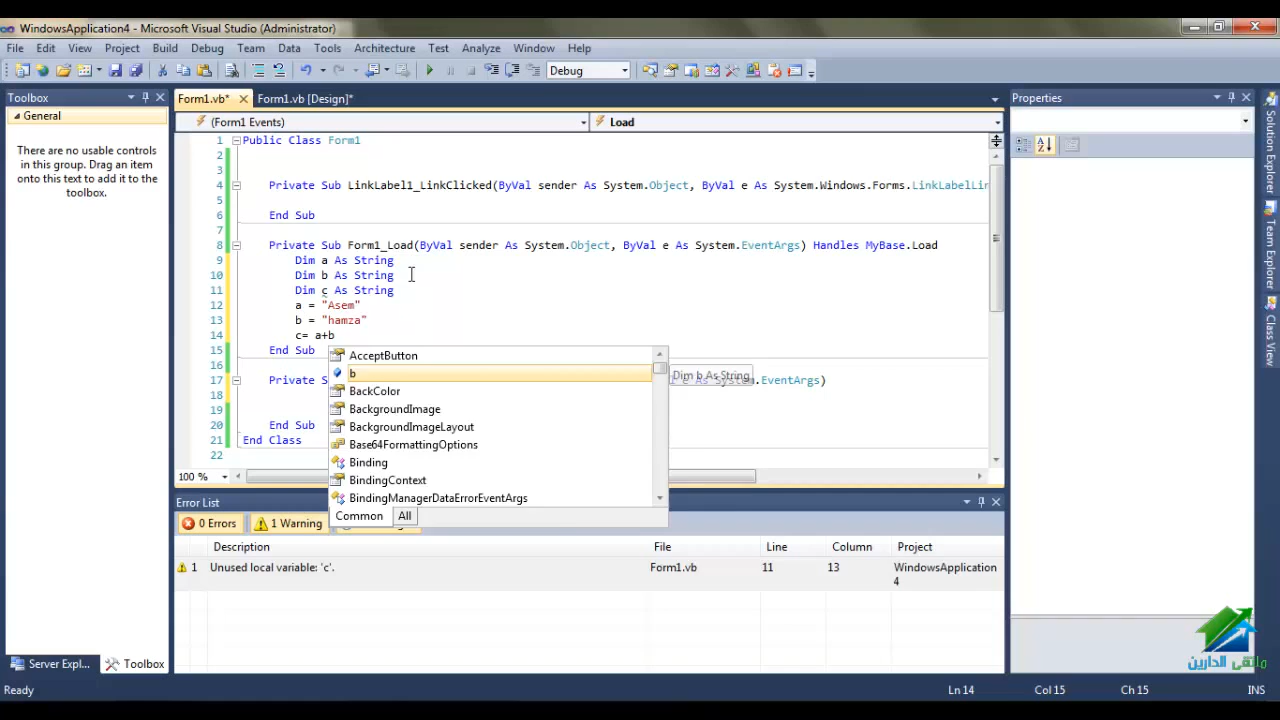 WindowsApplication4 - Microsoft Visual Studio (Administrator)
File Edit View Project Build Debug Team Data Tools Architecture Test Analyze Window Help
Debug
Toolbox
General
There are no usable controls
in this group. Drag an item
onto this text to add it to the
toolbox.
Server Expl... Toolbox
Form1.vb* Form1.vb [Design]*
(Form1 Events) Load
1 Public Class Form1
2
3
4 Private Sub LinkLabel1_LinkClicked(ByVal sender As System.Object, ByVal e As System.Windows.Forms.LinkLabelLin
5
6 End Sub
7
8 Private Sub Form1_Load(ByVal sender As System.Object, ByVal e As System.EventArgs) Handles MyBase.Load
9 Dim a As String
10 Dim b As String
11 Dim c As String
12 a = "Asem"
13 b = "hamza"
14 c= a+b
15 End Sub
16
17 Private S e As System.EventArgs)
18
19
20 End Sub
21 End Class
22
AcceptButton
b
Dim b As String
BackColor
BackgroundImage
BackgroundImageLayout
Base64FormattingOptions
Binding
BindingContext
BindingManagerDataErrorEventArgs
Common All
100 %
Error List
0 Errors 1 Warning
Description File Line Column Project
1 Unused local variable: 'c'. Form1.vb 11 13 WindowsApplication
4
Properties
Solution Explorer
Team Explorer
Class View
ملتقى الدارين
Ready Ln 14 Col 15 Ch 15 INS